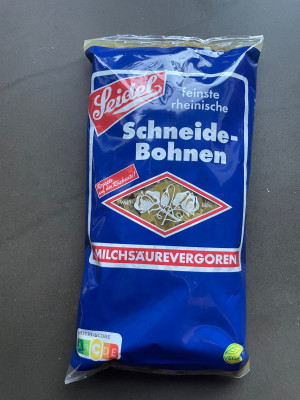 Seidel
feinste
rheinische
Schneide-
Bohnen
MILCHSÄUREVERGOREN
NUTRI-SCORE